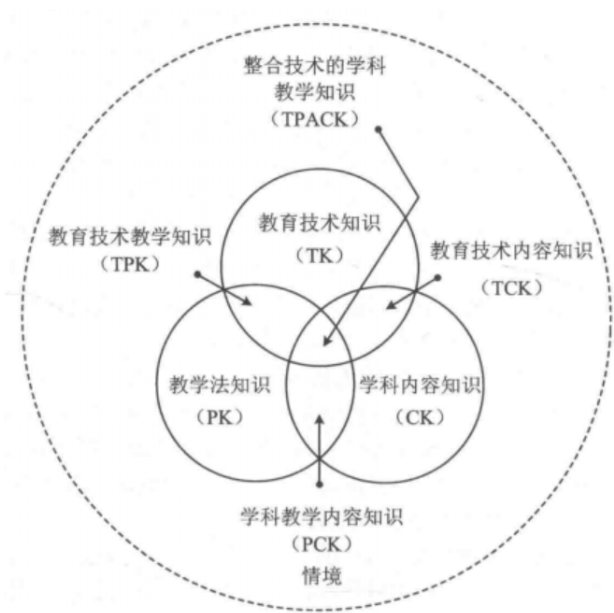 整合技术的学科
教学知识
（TPACK）
教育技术知识
（TK）
教育技术教学知识
（TPK）
教育技术内容知识
（TCK）
教学法知识
（PK）
学科内容知识
（CK）
学科教学内容知识
（PCK）
情境